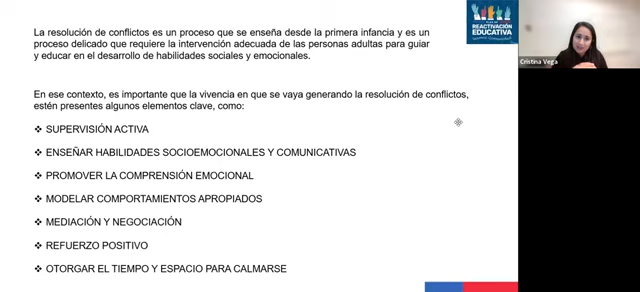 La resolución de conflictos es un proceso que se enseña desde la primera infancia y es un
proceso delicado que requiere la intervención adecuada de las personas adultas para guiar
y educar en el desarrollo de habilidades sociales y emocionales.
En ese contexto, es importante que la vivencia en que se vaya generando la resolución de conflictos,
estén presentes algunos elementos clave, como:
❖ SUPERVISIÓN ACTIVA
❖ ENSEÑAR HABILIDADES SOCIOEMOCIONALES Y COMUNICATIVAS
❖ PROMOVER LA COMPRENSIÓN EMOCIONAL
❖ MODELAR COMPORTAMIENTOS APROPIADOS
❖ MEDIACIÓN Y NEGOCIACIÓN
❖ REFUERZO POSITIVO
❖ OTORGAR EL TIEMPO Y ESPACIO PARA CALMARSE
REACTIVACIÓN
EDUCATIVA
Cristina Vega